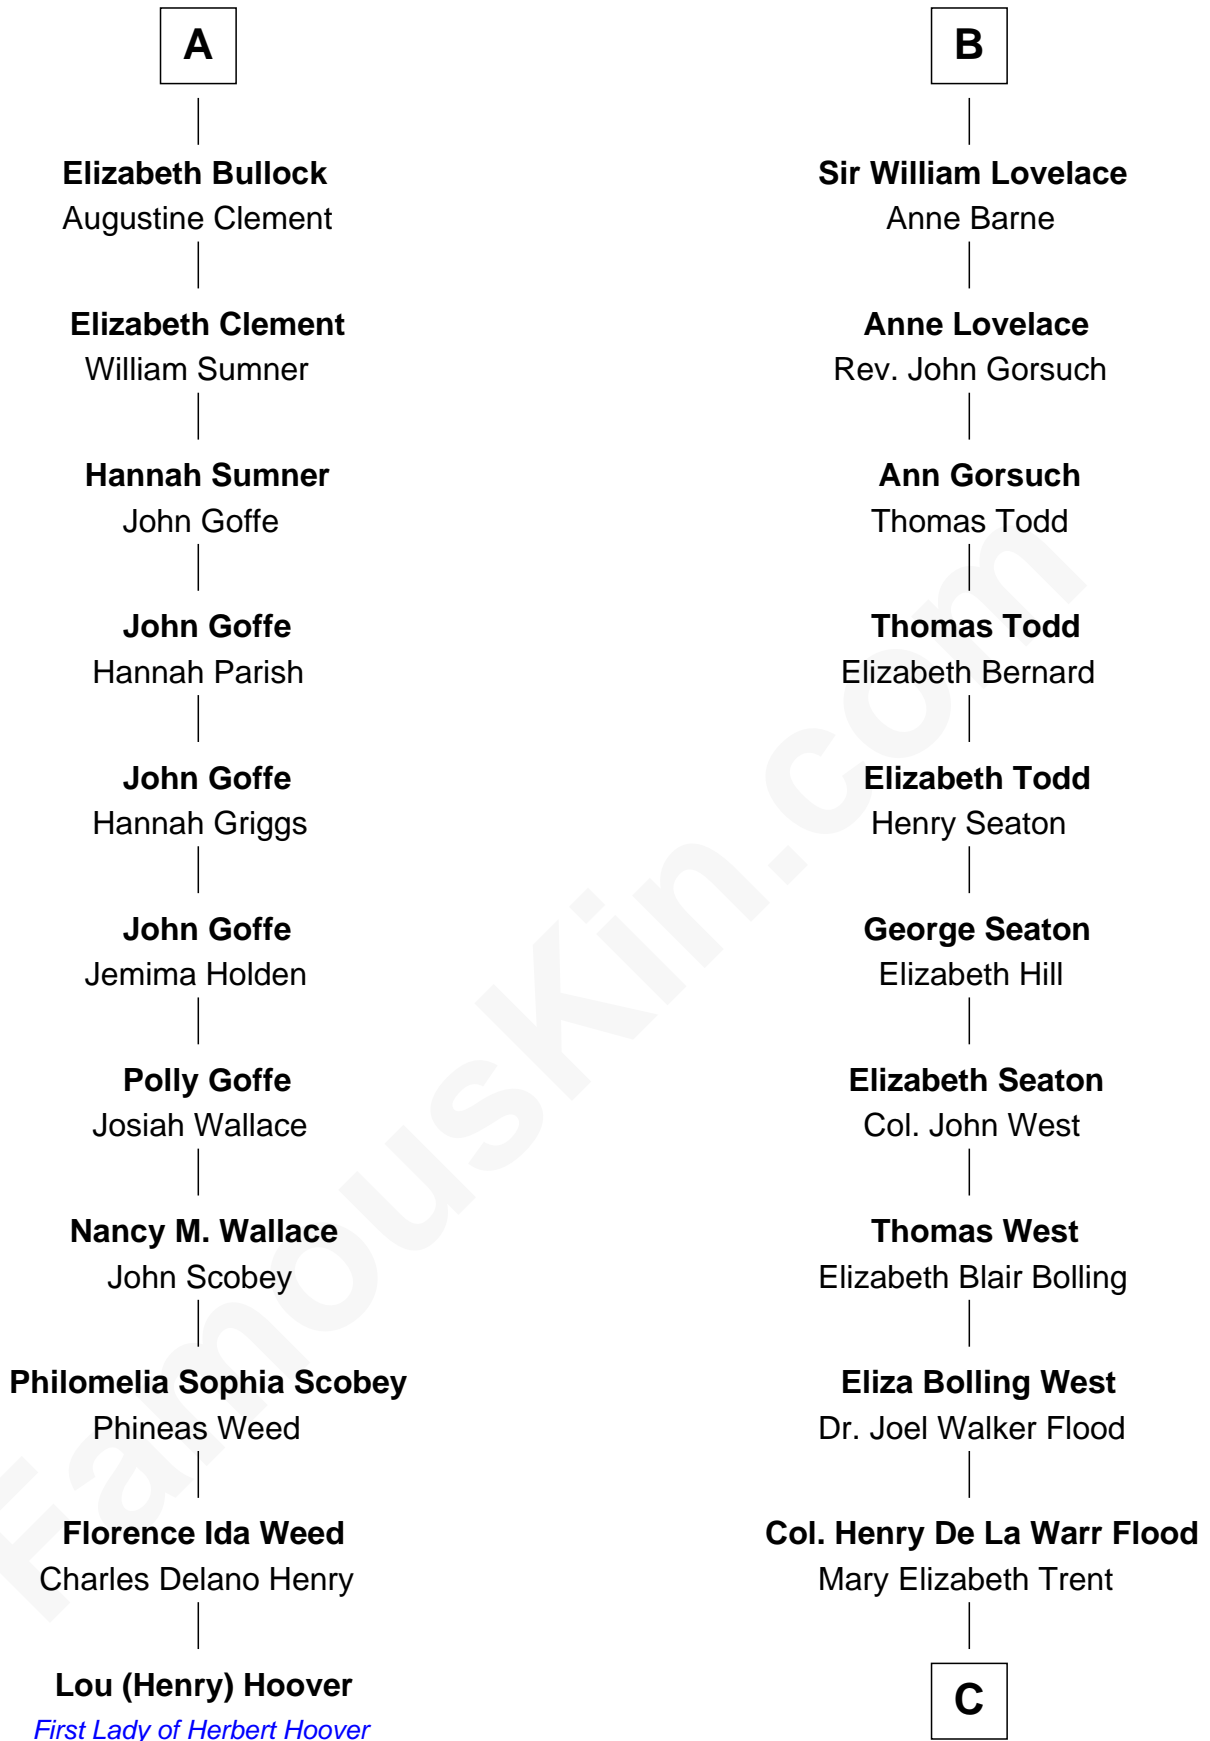 A
Elizabeth Bullock
Augustine Clement
Elizabeth Clement
William Sumner
Hannah Sumner
John Goffe
John Goffe
Hannah Parish
John Goffe
Hannah Griggs
John Goffe
Jemima Holden
Polly Goffe
Josiah Wallace
Nancy M. Wallace
John Scobey
Philomelia Sophia Scobey
Phineas Weed
Florence Ida Weed
Charles Delano Henry
Lou (Henry) Hoover
First Lady of Herbert Hoover
B
Sir William Lovelace
Anne Barne
Anne Lovelace
Rev. John Gorsuch
Ann Gorsuch
Thomas Todd
Thomas Todd
Elizabeth Bernard
Elizabeth Todd
Henry Seaton
George Seaton
Elizabeth Hill
Elizabeth Seaton
Col. John West
Thomas West
Elizabeth Blair Bolling
Eliza Bolling West
Dr. Joel Walker Flood
Col. Henry De La Warr Flood
Mary Elizabeth Trent
C
FamousKin.com